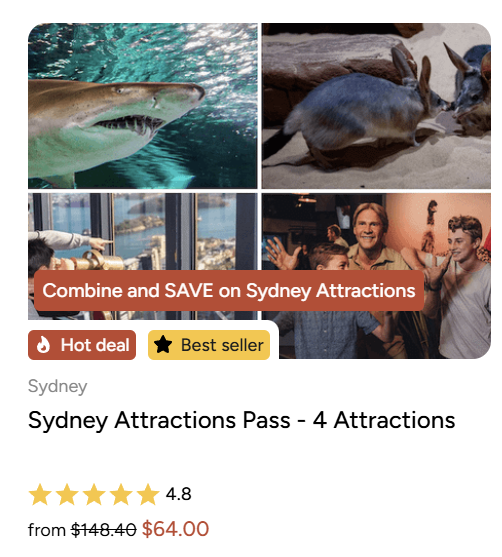 Combine and SAVE on Sydney Attractions
Hot deal
Best seller
Sydney
Sydney Attractions Pass - 4 Attractions
4.8
from $148.40 $64.00